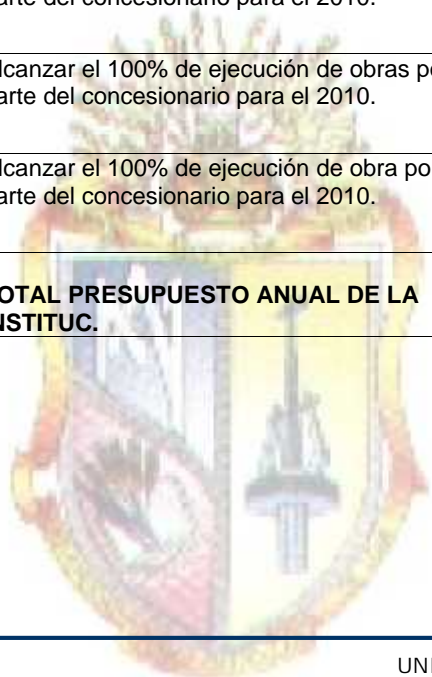 arte del concesionario para el 2010.
lcanzar el 100% de ejecución de obras po
arte del concesionario para el 2010.
lcanzar el 100% de ejecución de obra po
arte del concesionario para el 2010.
OTAL PRESUPUESTO ANUAL DE LA
NSTITUC.
UNI